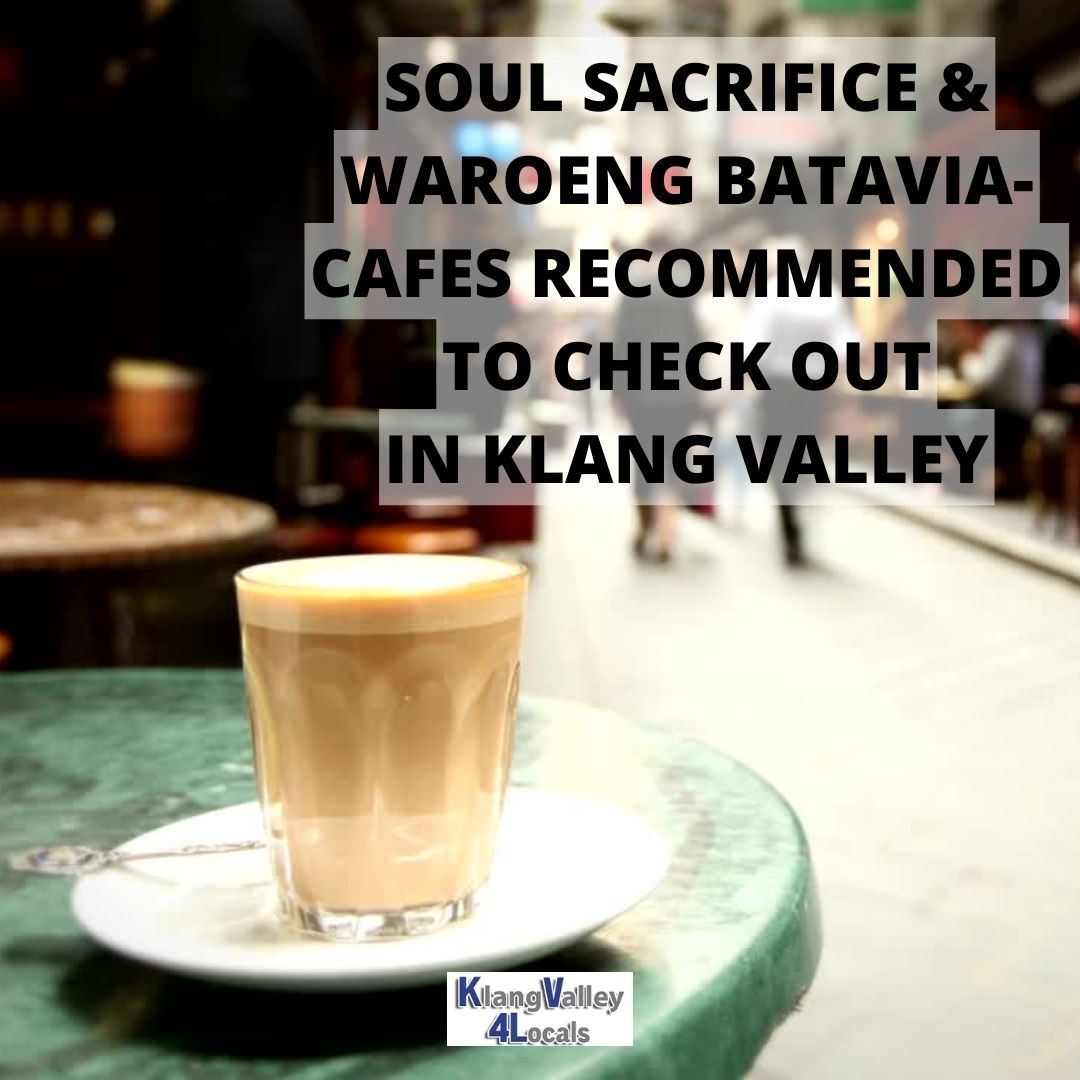 SOUL SACRIFICE &
WAROENG BATAVIA-
CAFES RECOMMENDED
TO CHECK OUT
IN KLANG VALLEY
KlangValley
4Locals